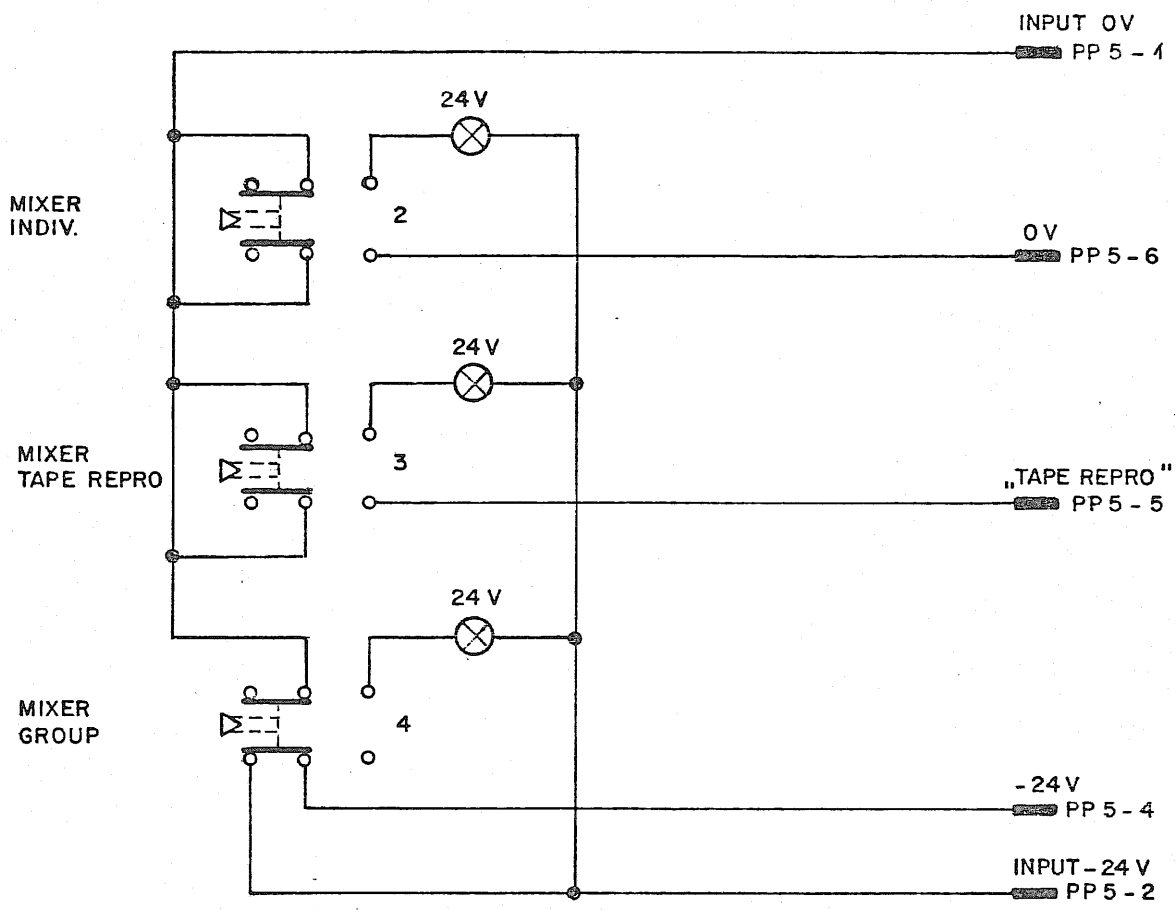 INPUT 0V
PP 5 - 1
24 V
MIXER
INDIV.
2
0 V
PP 5 - 6
24 V
MIXER
TAPE REPRO
3
„TAPE REPRO"
PP 5 - 5
24 V
MIXER
GROUP
4
- 24 V
PP 5 - 4
INPUT - 24 V
PP 5 - 2